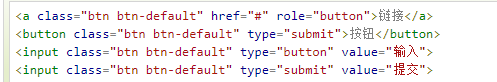 <a class="btn btn-default" href="#" role="button">链接</a>
<button class="btn btn-default" type="submit">按钮</button>
<input class="btn btn-default" type="button" value="输入">
<input class="btn btn-default" type="submit" value="提交">